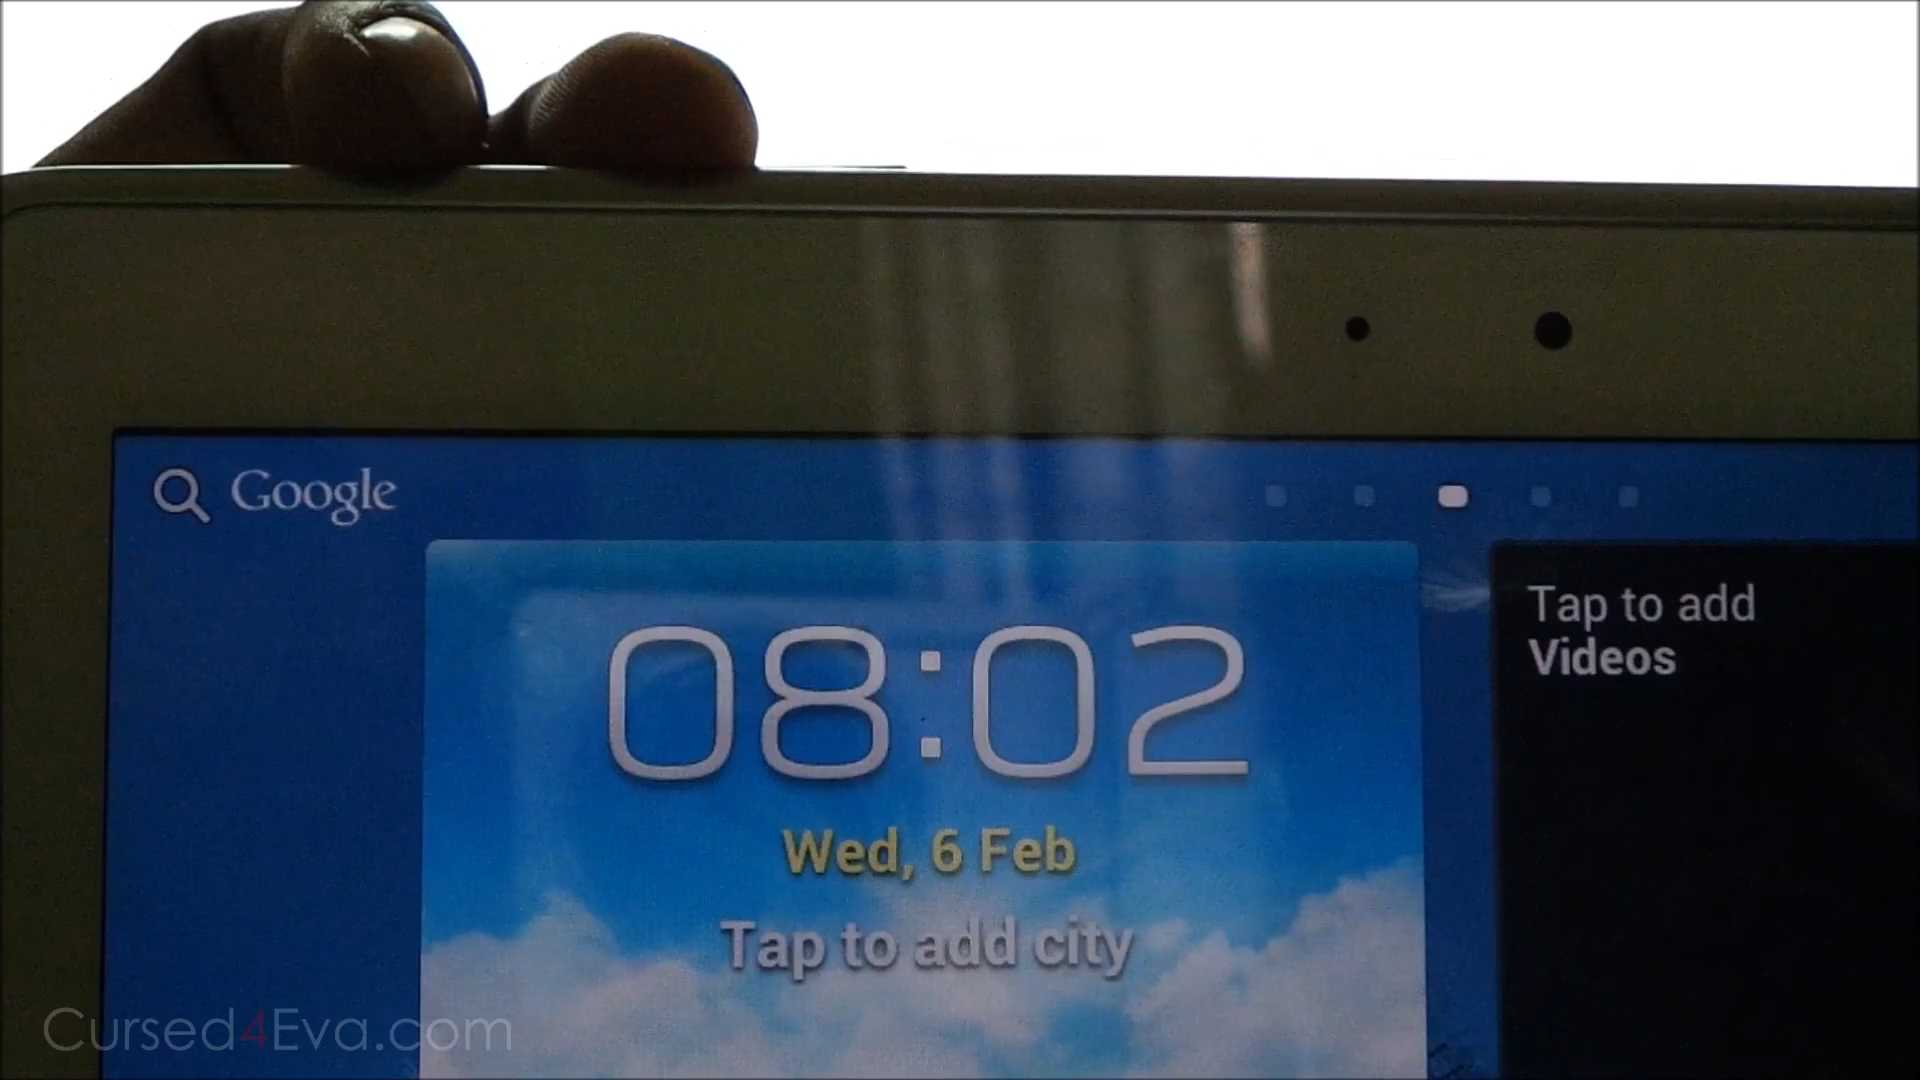 Google
08:02
Wed, 6 Feb
Tap to add city
Tap to add
Videos
Cursed4Eva.com